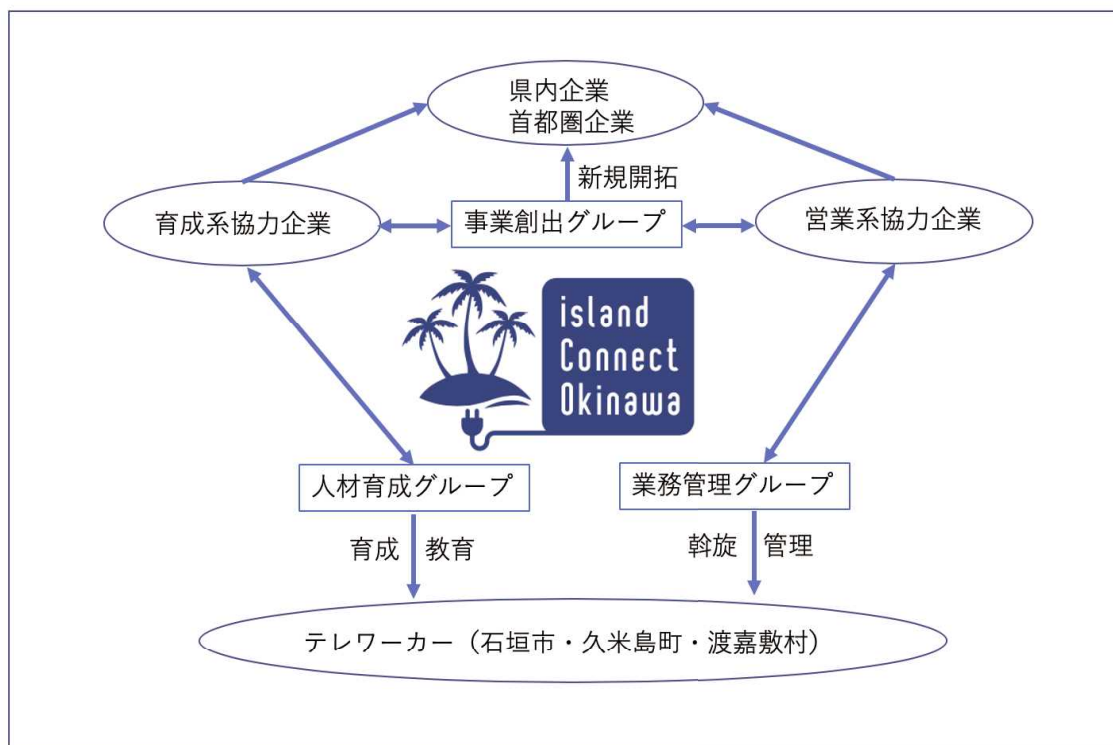 県内企業
首都圏企業
新規開拓
育成系協力企業
事業創出グループ
営業系協力企業
island
Connect
Okinawa
人材育成グループ
業務管理グループ
育成 教育
斡旋 管理
テレワーカー（石垣市・久米島町・渡嘉敷村）